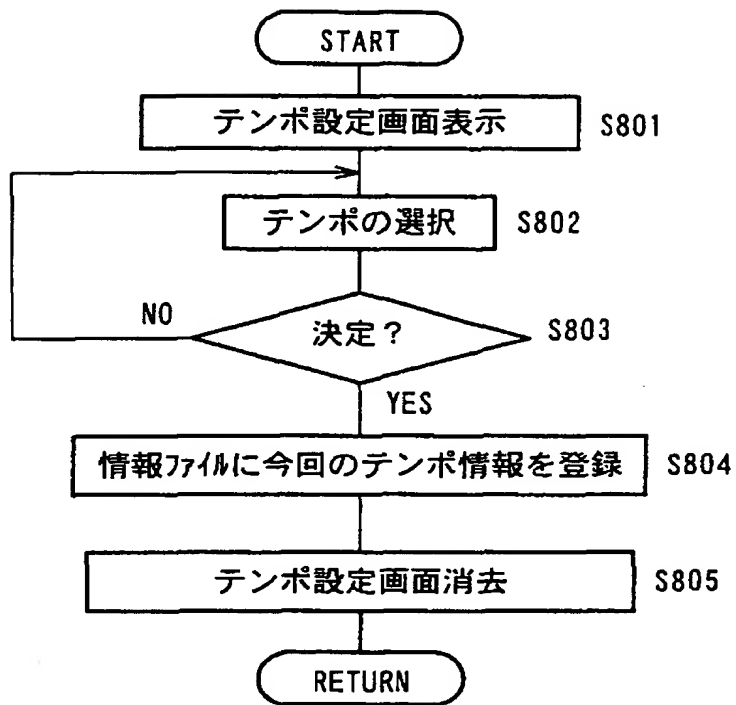 START
テンポ設定画面表示 S801
テンポの選択 S802
NO 決定? S803
YES
情報ファイルに今回のテンポ情報を登録 S804
テンポ設定画面消去 S805
RETURN